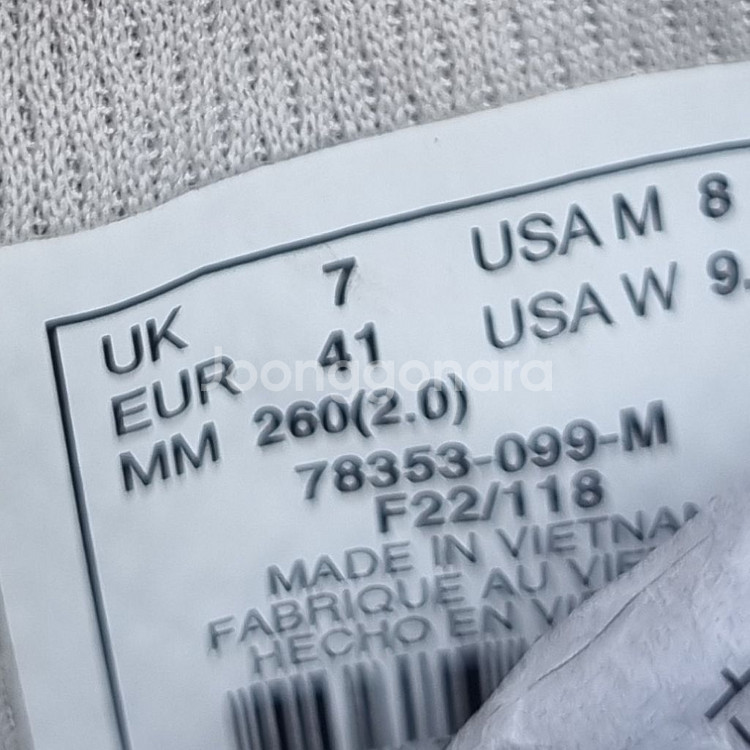 UK 7 USA M 8
EUR 41 USA W 9.
MM 260(2.0)
78353-099-M
F22/118
MADE IN VIETNAM
FABRIQUE AU
HECHO EN
Joonggonara